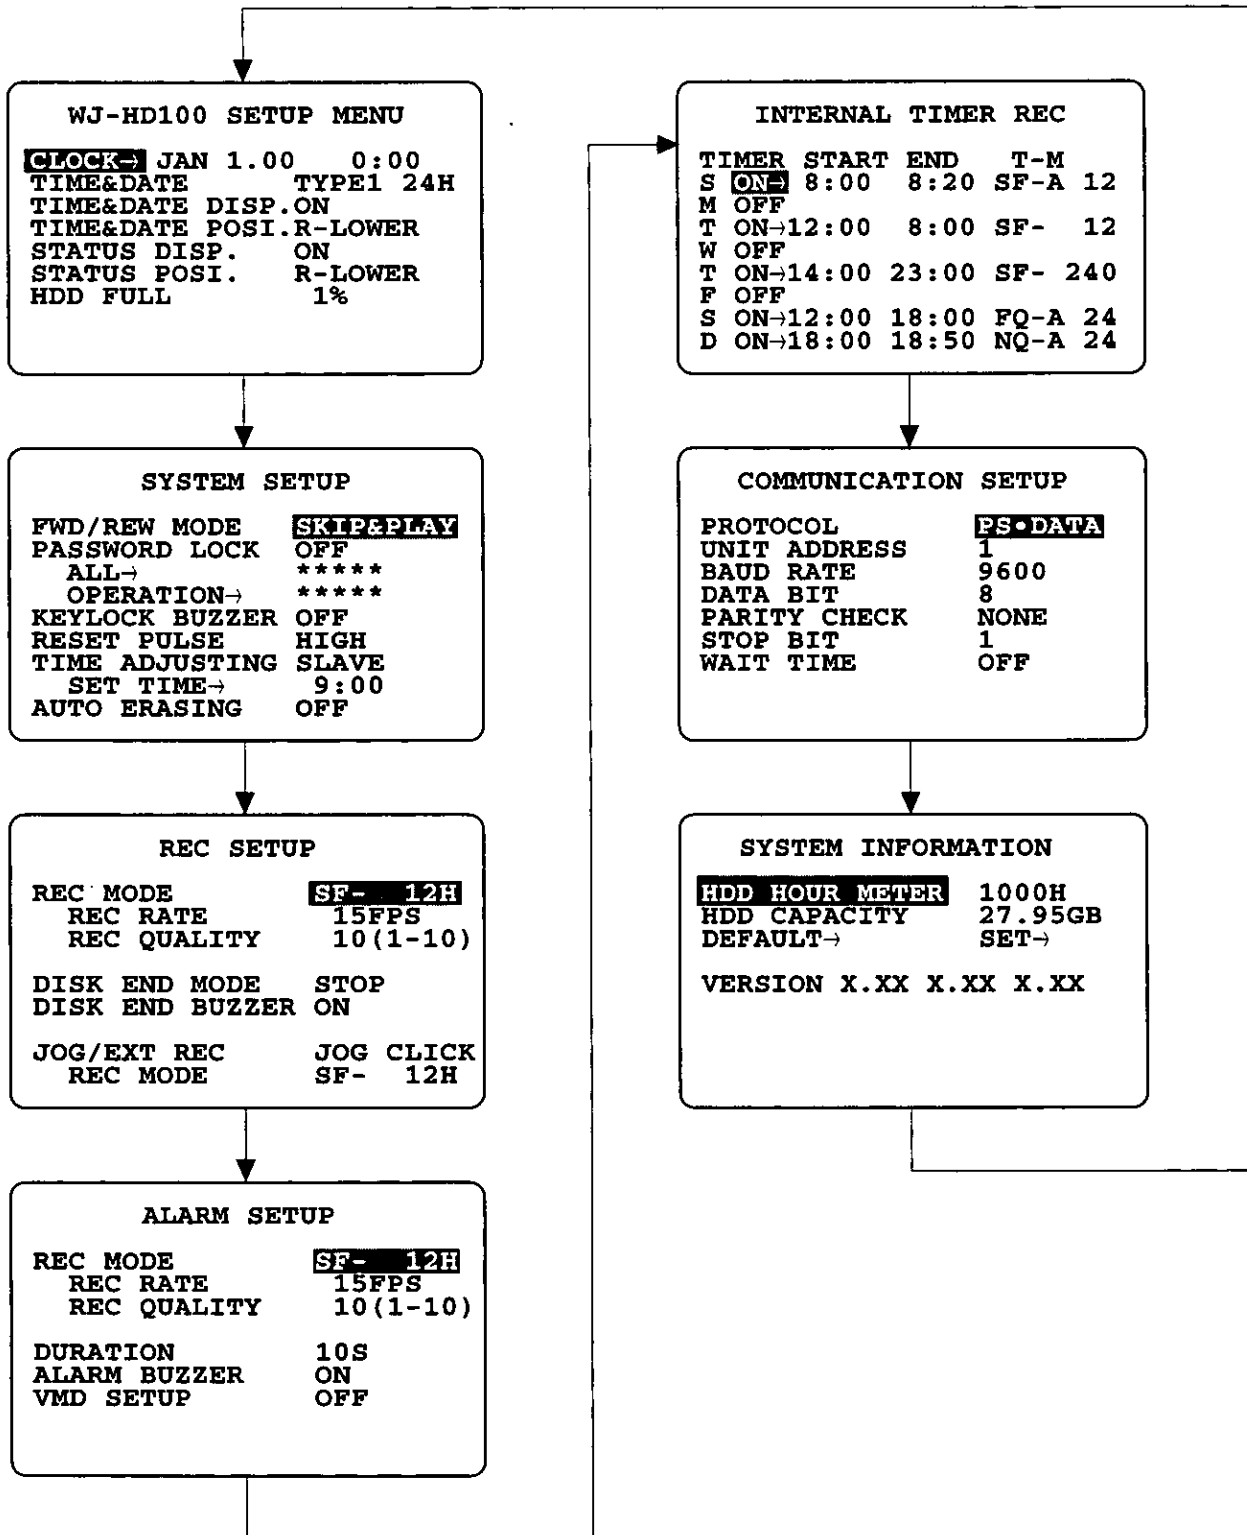 WJ-HD100 SETUP MENU
CLOCK→ JAN 1.00 0:00
TIME&DATE TYPE1 24H
TIME&DATE DISP.ON
TIME&DATE POSI.R-LOWER
STATUS DISP. ON
STATUS POSI. R-LOWER
HDD FULL 1%
SYSTEM SETUP
FWD/REW MODE SKIP&PLAY
PASSWORD LOCK OFF
ALL→ *****
OPERATION→ *****
KEYLOCK BUZZER OFF
RESET PULSE HIGH
TIME ADJUSTING SLAVE
SET TIME→ 9:00
AUTO ERASING OFF
REC SETUP
REC MODE SF- 12H
REC RATE 15FPS
REC QUALITY 10(1-10)
DISK END MODE STOP
DISK END BUZZER ON
JOG/EXT REC JOG CLICK
REC MODE SF- 12H
ALARM SETUP
REC MODE SF- 12H
REC RATE 15FPS
REC QUALITY 10(1-10)
DURATION 10S
ALARM BUZZER ON
VMD SETUP OFF
INTERNAL TIMER REC
TIMER START END T-M
S ON→ 8:00 8:20 SF-A 12
M OFF
T ON→12:00 8:00 SF- 12
W OFF
T ON→14:00 23:00 SF- 240
F OFF
S ON→12:00 18:00 FQ-A 24
D ON→18:00 18:50 NQ-A 24
COMMUNICATION SETUP
PROTOCOL PS•DATA
UNIT ADDRESS 1
BAUD RATE 9600
DATA BIT 8
PARITY CHECK NONE
STOP BIT 1
WAIT TIME OFF
SYSTEM INFORMATION
HDD HOUR METER 1000H
HDD CAPACITY 27.95GB
DEFAULT→ SET→
VERSION X.XX X.XX X.XX